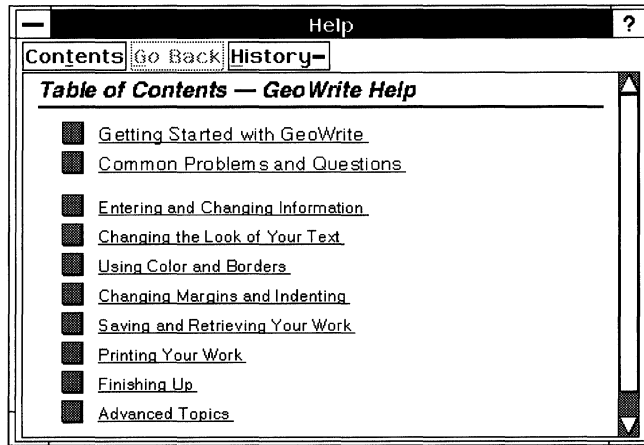 Help ?
Contents Go Back History
Table of Contents — GeoWrite Help
Getting Started with GeoWrite
Common Problems and Questions
Entering and Changing Information
Changing the Look of Your Text
Using Color and Borders
Changing Margins and Indenting
Saving and Retrieving Your Work
Printing Your Work
Finishing Up
Advanced Topics